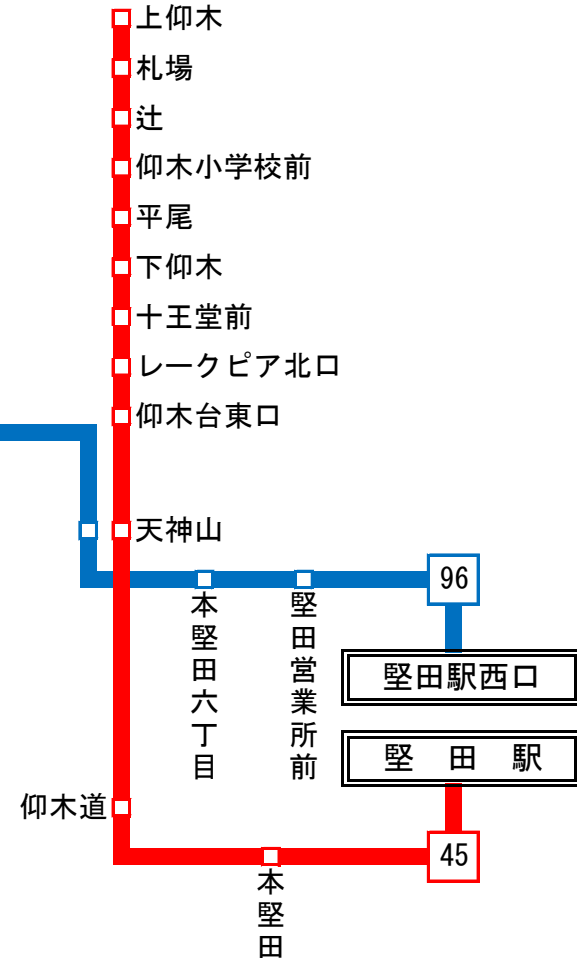 上仰木
札場
辻
仰木小学校前
平尾
下仰木
十王堂前
レークピア北口
仰木台東口
天神山
96
本堅田六丁目
堅田営業所前
堅田駅西口
堅田駅
仰木道
45
本堅田